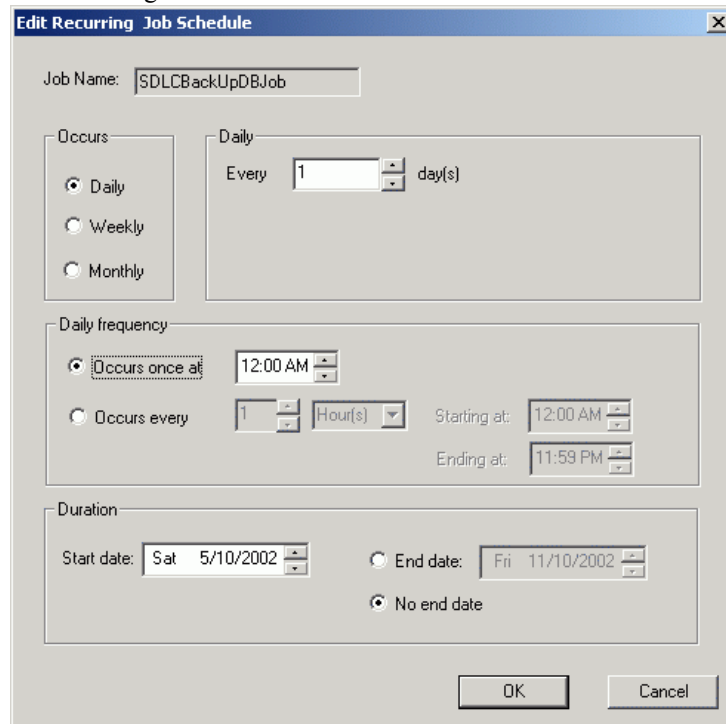 Edit Recurring Job Schedule
Job Name: SDLCBackUpDBJob
Occurs
Daily
Weekly
Monthly
Daily
Every 1 day(s)
Daily frequency
Occurs once at 12:00 AM
Occurs every 1 Hour(s) Starting at: 12:00 AM
Ending at: 11:59 PM
Duration
Start date: Sat 5/10/2002
End date: Fri 11/10/2002
No end date
OK Cancel